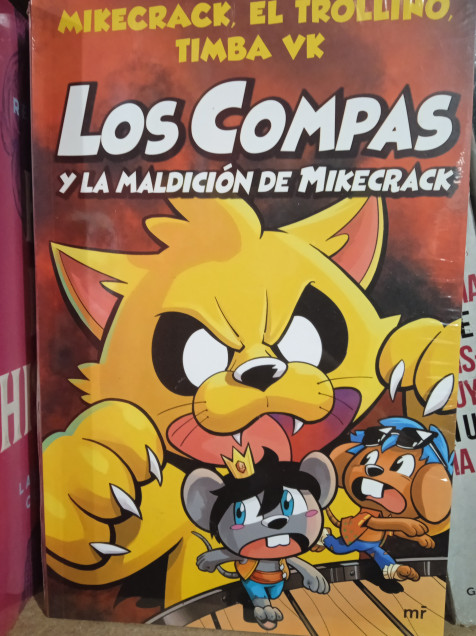 MIKECRACK, EL TROLLINO,
TIMBA VK
LOS COMPAS
Y LA MALDICIÓN DE MIKECRACK
mr